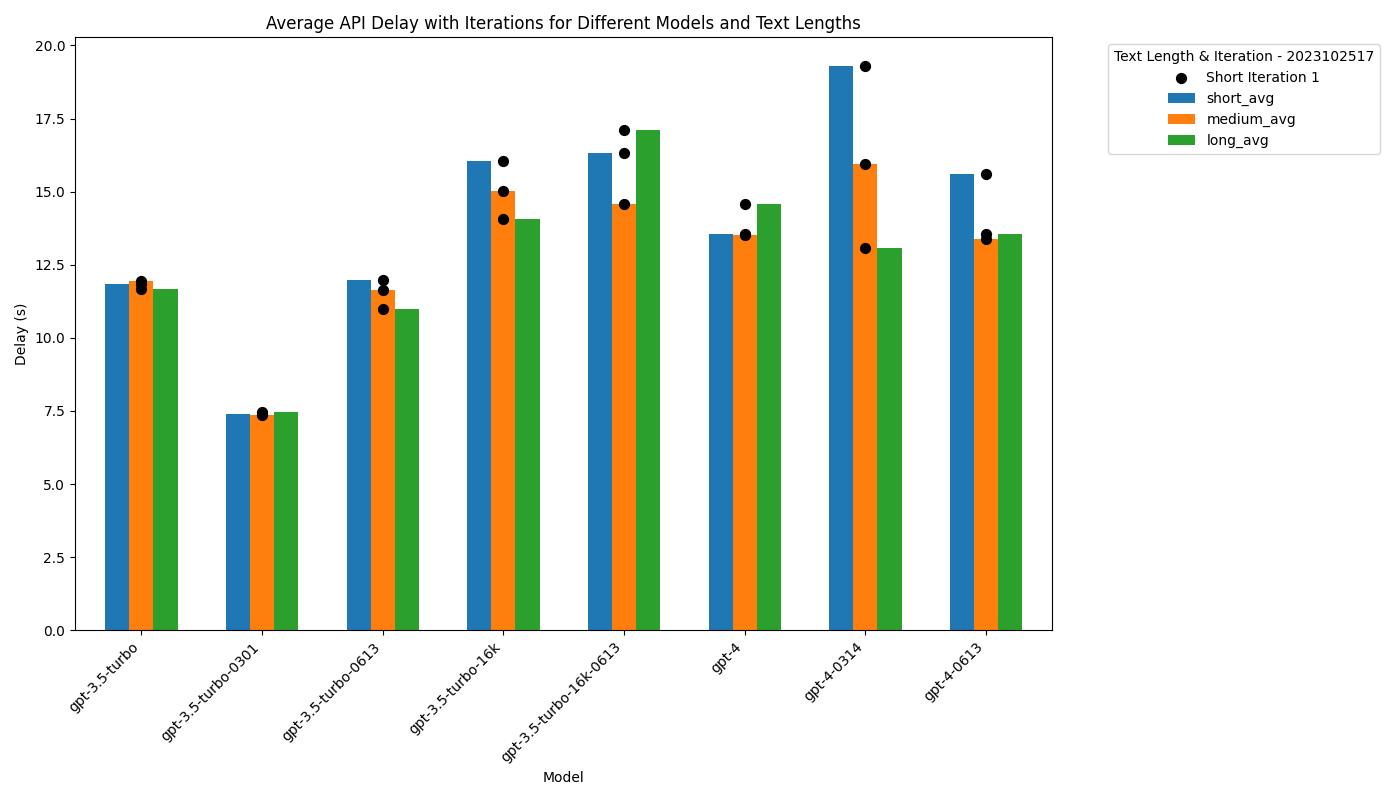 Average API Delay with Iterations for Different Models and Text Lengths
Text Length & Iteration - 2023102517
Short Iteration 1
short_avg
medium_avg
long_avg
Delay (s)
20.0
17.5
15.0
12.5
10.0
7.5
5.0
2.5
0.0
gpt-3.5-turbo
gpt-3.5-turbo-0301
gpt-3.5-turbo-0613
gpt-3.5-turbo-16k
gpt-3.5-turbo-16k-0613
gpt-4
gpt-4-0314
gpt-4-0613
Model